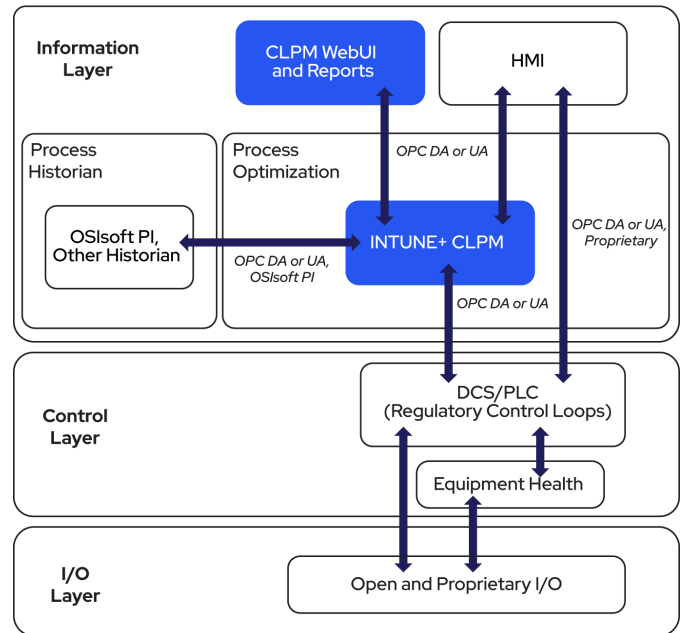 Information
Layer
CLPM WebUI
and Reports
HMI
Process
Historian
Process
Optimization
OPC DA or UA
OSIsoft PI,
Other Historian
INTUNE+ CLPM
OPC DA or UA,
Proprietary
OPC DA or UA,
OSIsoft PI
OPC DA or UA
Control
Layer
DCS/PLC
(Regulatory Control Loops)
Equipment Health
I/O
Layer
Open and Proprietary I/O